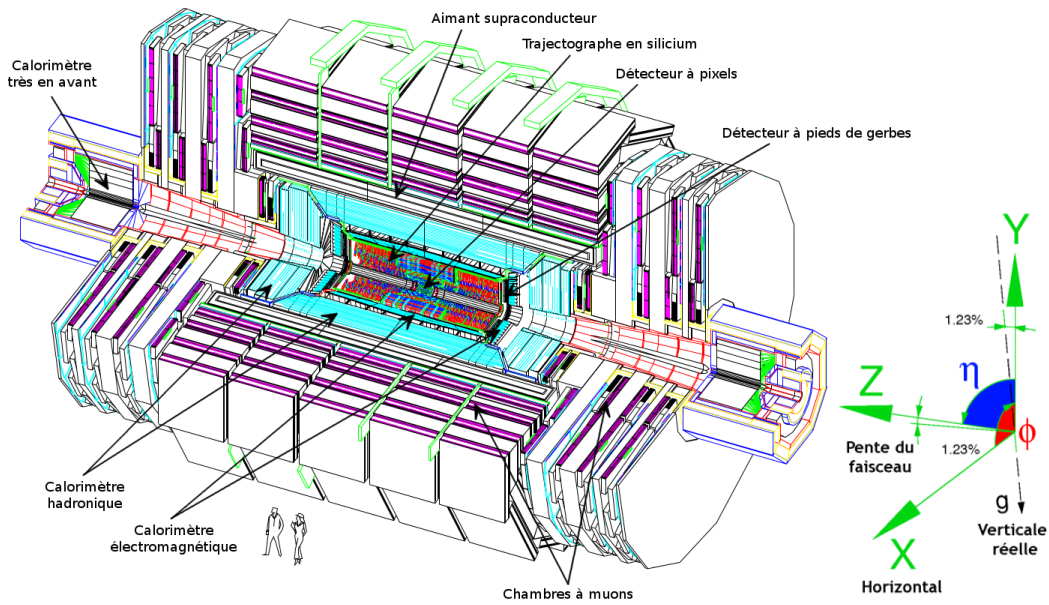 Aimant supraconducteur
Trajectographe en silicium
Détecteur à pixels
Calorimètre
très en avant
Détecteur à pieds de gerbes
Y
1.23%
η
Z
ϕ
Pente du
faisceau
1.23%
g
Verticale
réelle
X
Horizontal
Calorimètre
hadronique
Calorimètre
électromagnétique
Chambres à muons